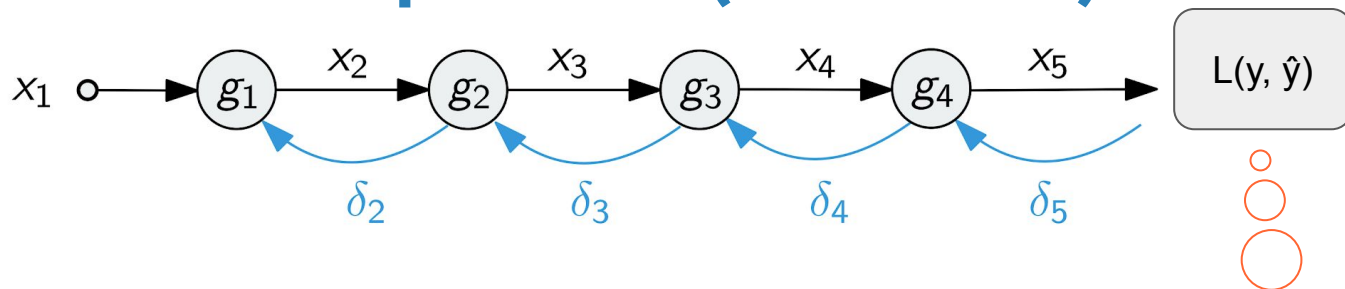 x₁ g₁ x₂ g₂ x₃ g₃ x₄ g₄ x₅ L(y, ŷ)
δ₂ δ₃ δ₄ δ₅